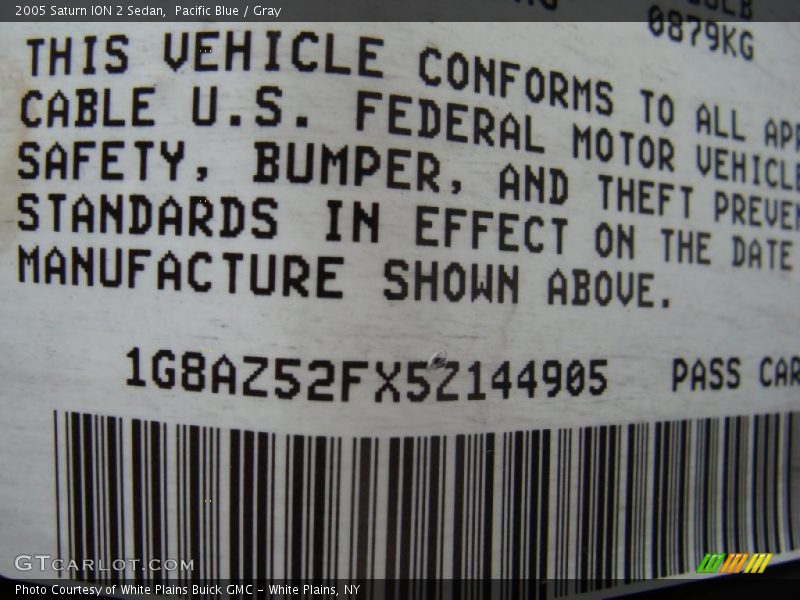 2005 Saturn ION 2 Sedan,  Pacific Blue / Gray
0879KG
THIS VEHICLE CONFORMS TO ALL APP
CABLE U.S. FEDERAL MOTOR VEHICLE
SAFETY, BUMPER, AND THEFT PREVEN
STANDARDS IN EFFECT ON THE DATE
MANUFACTURE SHOWN ABOVE.
1G8AZ52FX5Z144905 PASS CAR
GTCARLOT.COM
Photo Courtesy of White Plains Buick GMC - White Plains, NY